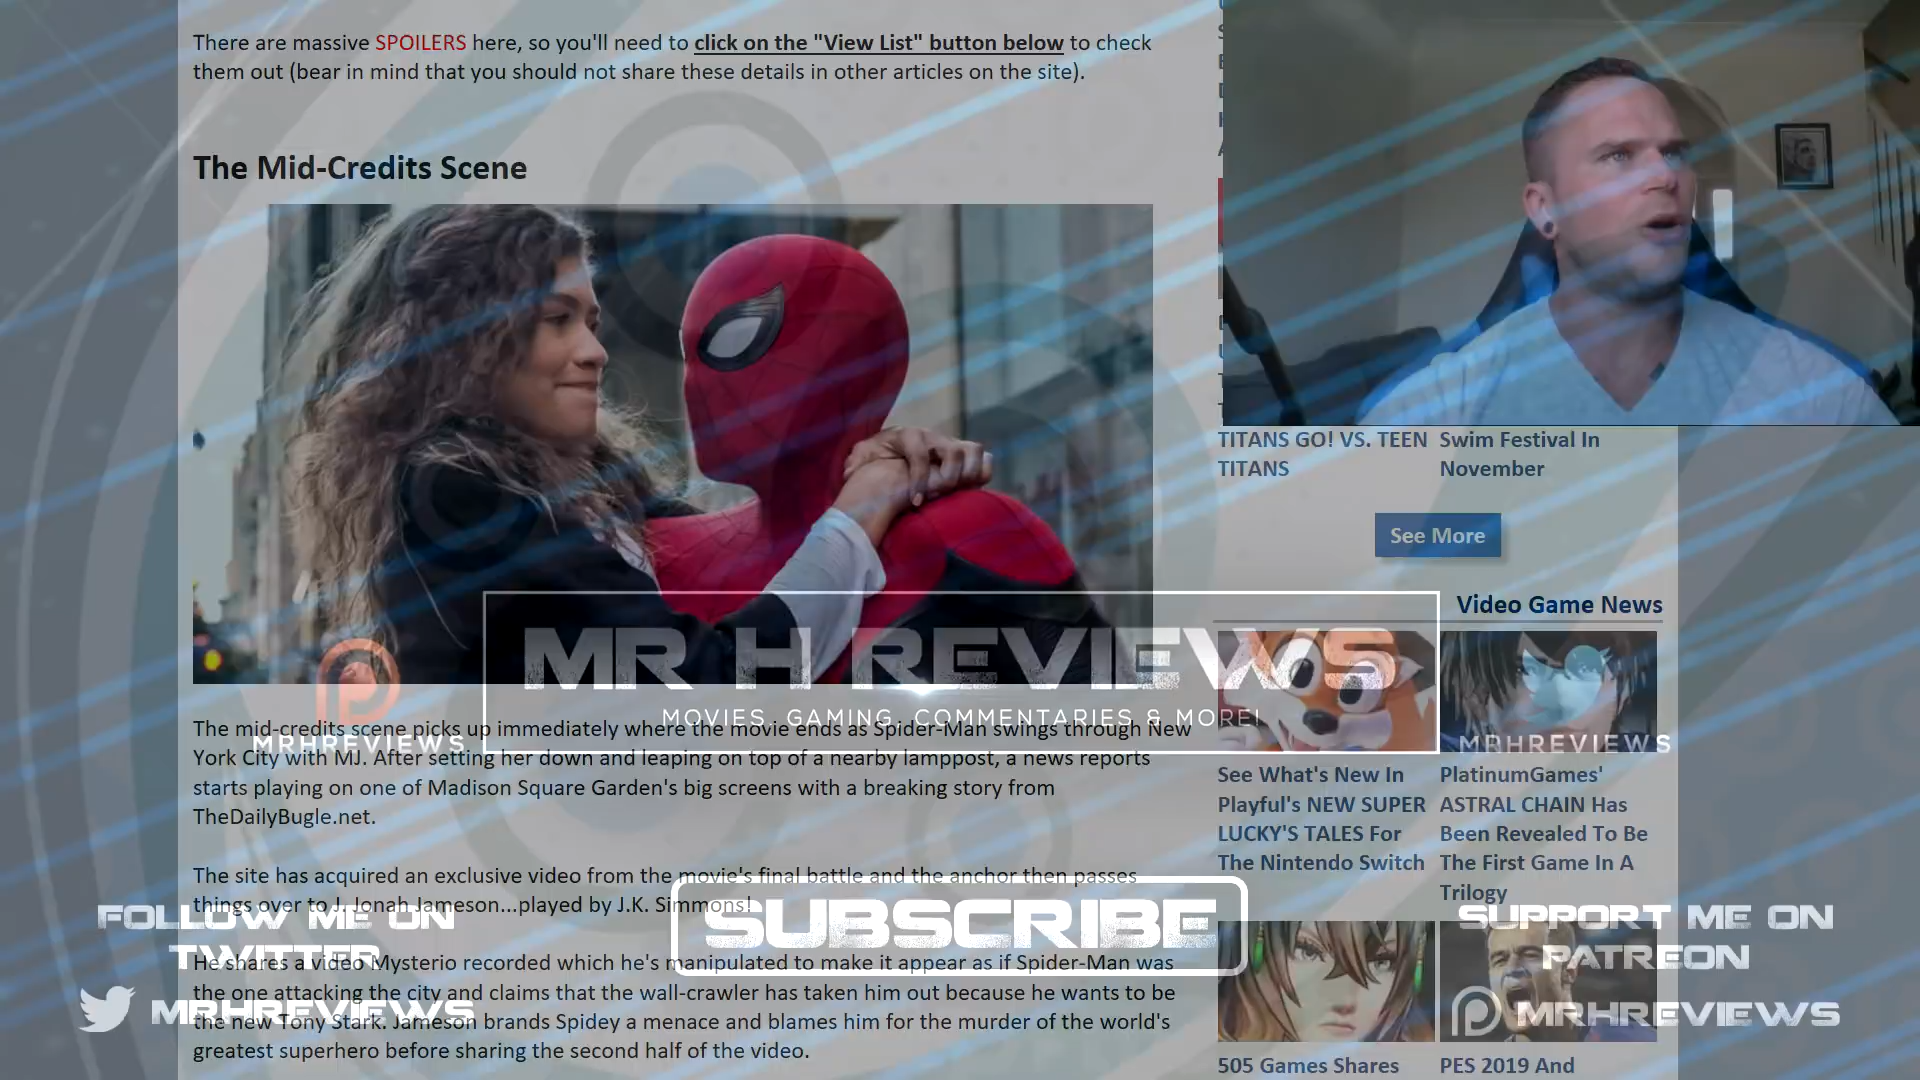 There are massive SPOILERS here, so you'll need to click on the "View List" button below to check
them out (bear in mind that you should not share these details in other articles on the site).
The Mid-Credits Scene
The mid-credits scene picks up immediately where the movie ends as Spider-Man swings through New
York City with MJ. After setting her down and leaping on top of a nearby lamppost, a news reports
starts playing on one of Madison Square Garden's big screens with a breaking story from
TheDailyBugle.net.
The site has acquired an exclusive video from the movie's final battle and the anchor then passes
things over to J. Jonah Jameson...played by J.K. Simmons!
He shares a video Mysterio recorded which he's manipulated to make it appear as if Spider-Man was
the one attacking the city and claims that the wall-crawler has taken him out because he wants to be
the new Tony Stark. Jameson brands Spidey a menace and blames him for the murder of the world's
greatest superhero before sharing the second half of the video.
MR H REVIEWS
MOVIES, GAMING, COMMENTARIES & MORE!
MRHREVIEWS
MRHREVIEWS
SUBSCRIBE
FOLLOW ME ON
TWITTER
MRHREVIEWS
SUPPORT ME ON
PATREON
MRHREVIEWS
TITANS GO! VS. TEEN
TITANS
Swim Festival In
November
See More
Video Game News
See What's New In
Playful's NEW SUPER
LUCKY'S TALES For
The Nintendo Switch
PlatinumGames'
ASTRAL CHAIN Has
Been Revealed To Be
The First Game In A
Trilogy
505 Games Shares
PES 2019 And